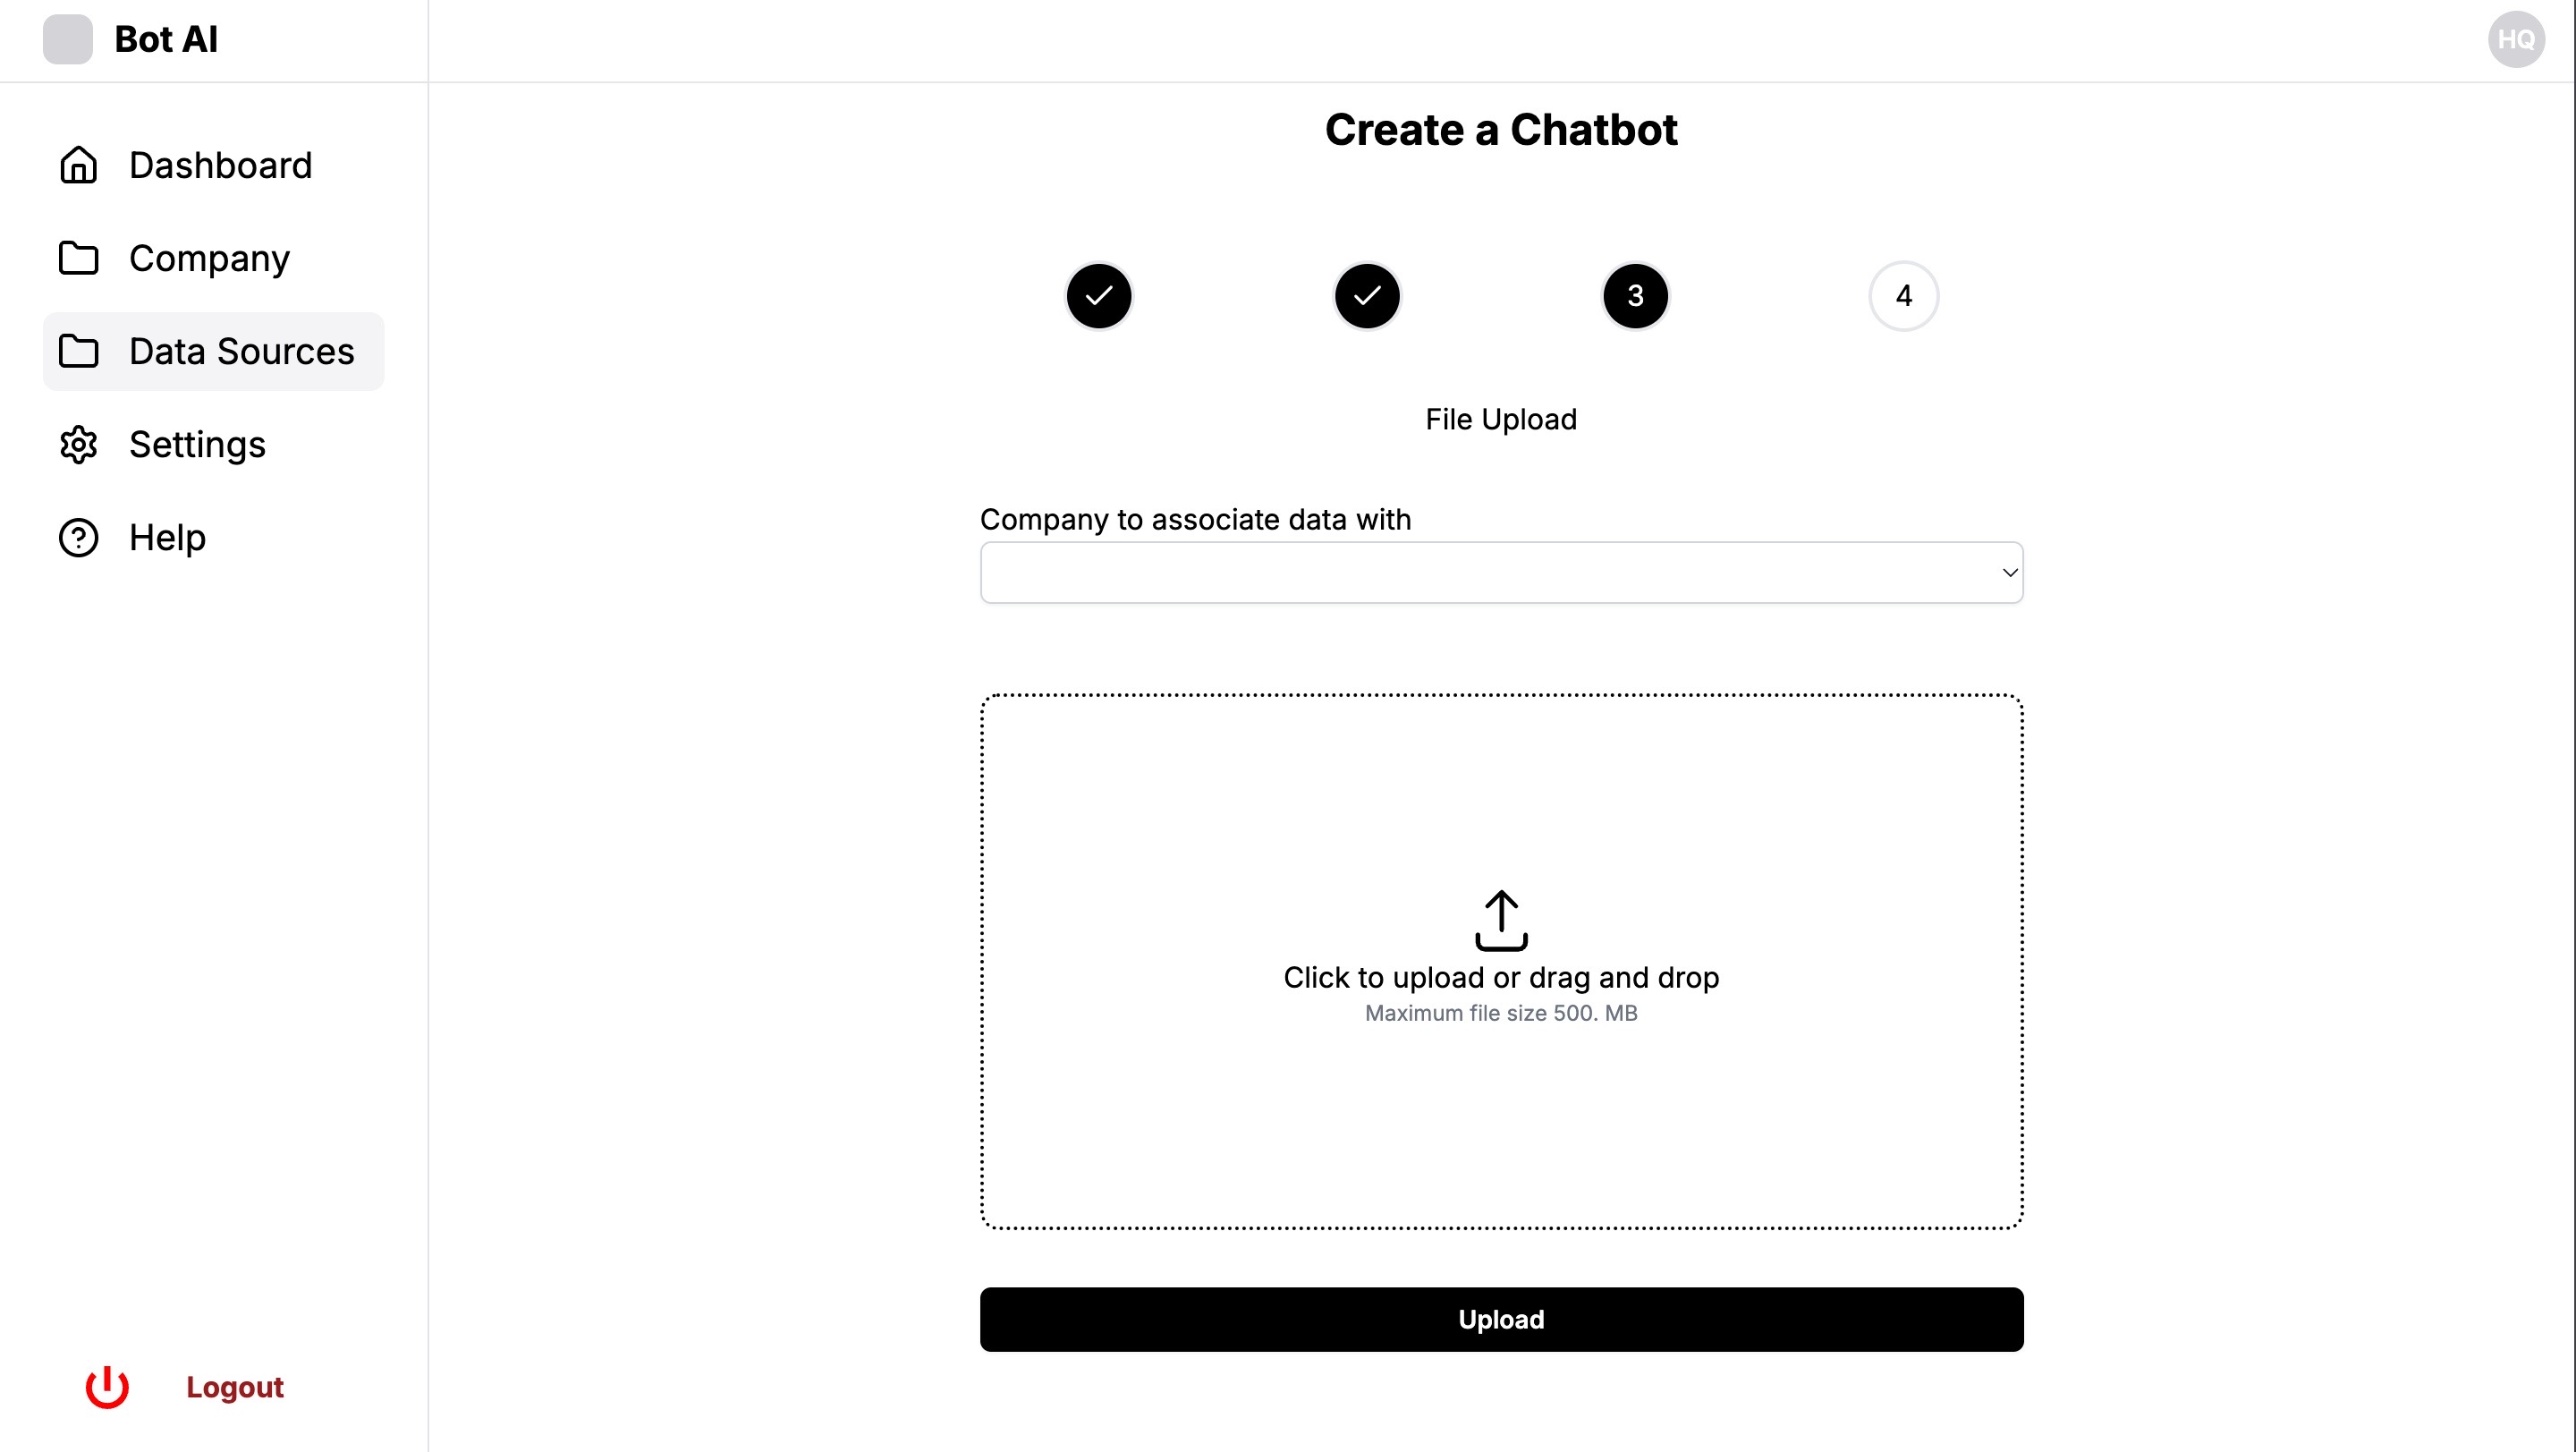 Bot AI
HQ
Dashboard
Company
Data Sources
Settings
Help
Logout
Create a Chatbot
3
4
File Upload
Company to associate data with
Click to upload or drag and drop
Maximum file size 500. MB
Upload